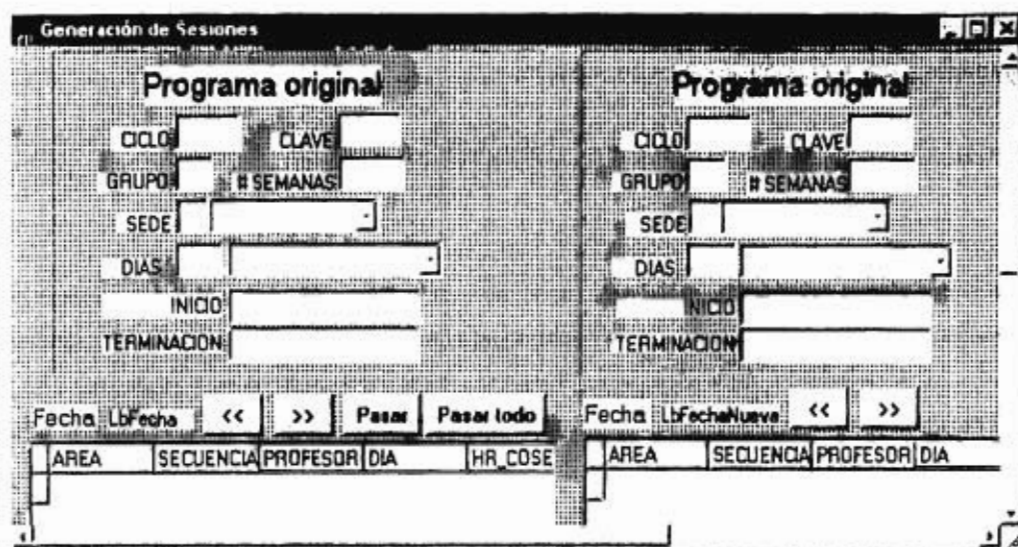 Generación de Sesiones
Programa original
CICLO CLAVE
GRUPO # SEMANAS
SEDE
DIAS
INICIO
TERMINACION
Fecha LbFecha << >> Pasar Pasar todo
AREA SECUENCIA PROFESOR DIA HR_COSE
Programa original
CICLO CLAVE
GRUPO # SEMANAS
SEDE
DIAS
INICIO
TERMINACION
Fecha LbFechaNueva << >>
AREA SECUENCIA PROFESOR DIA